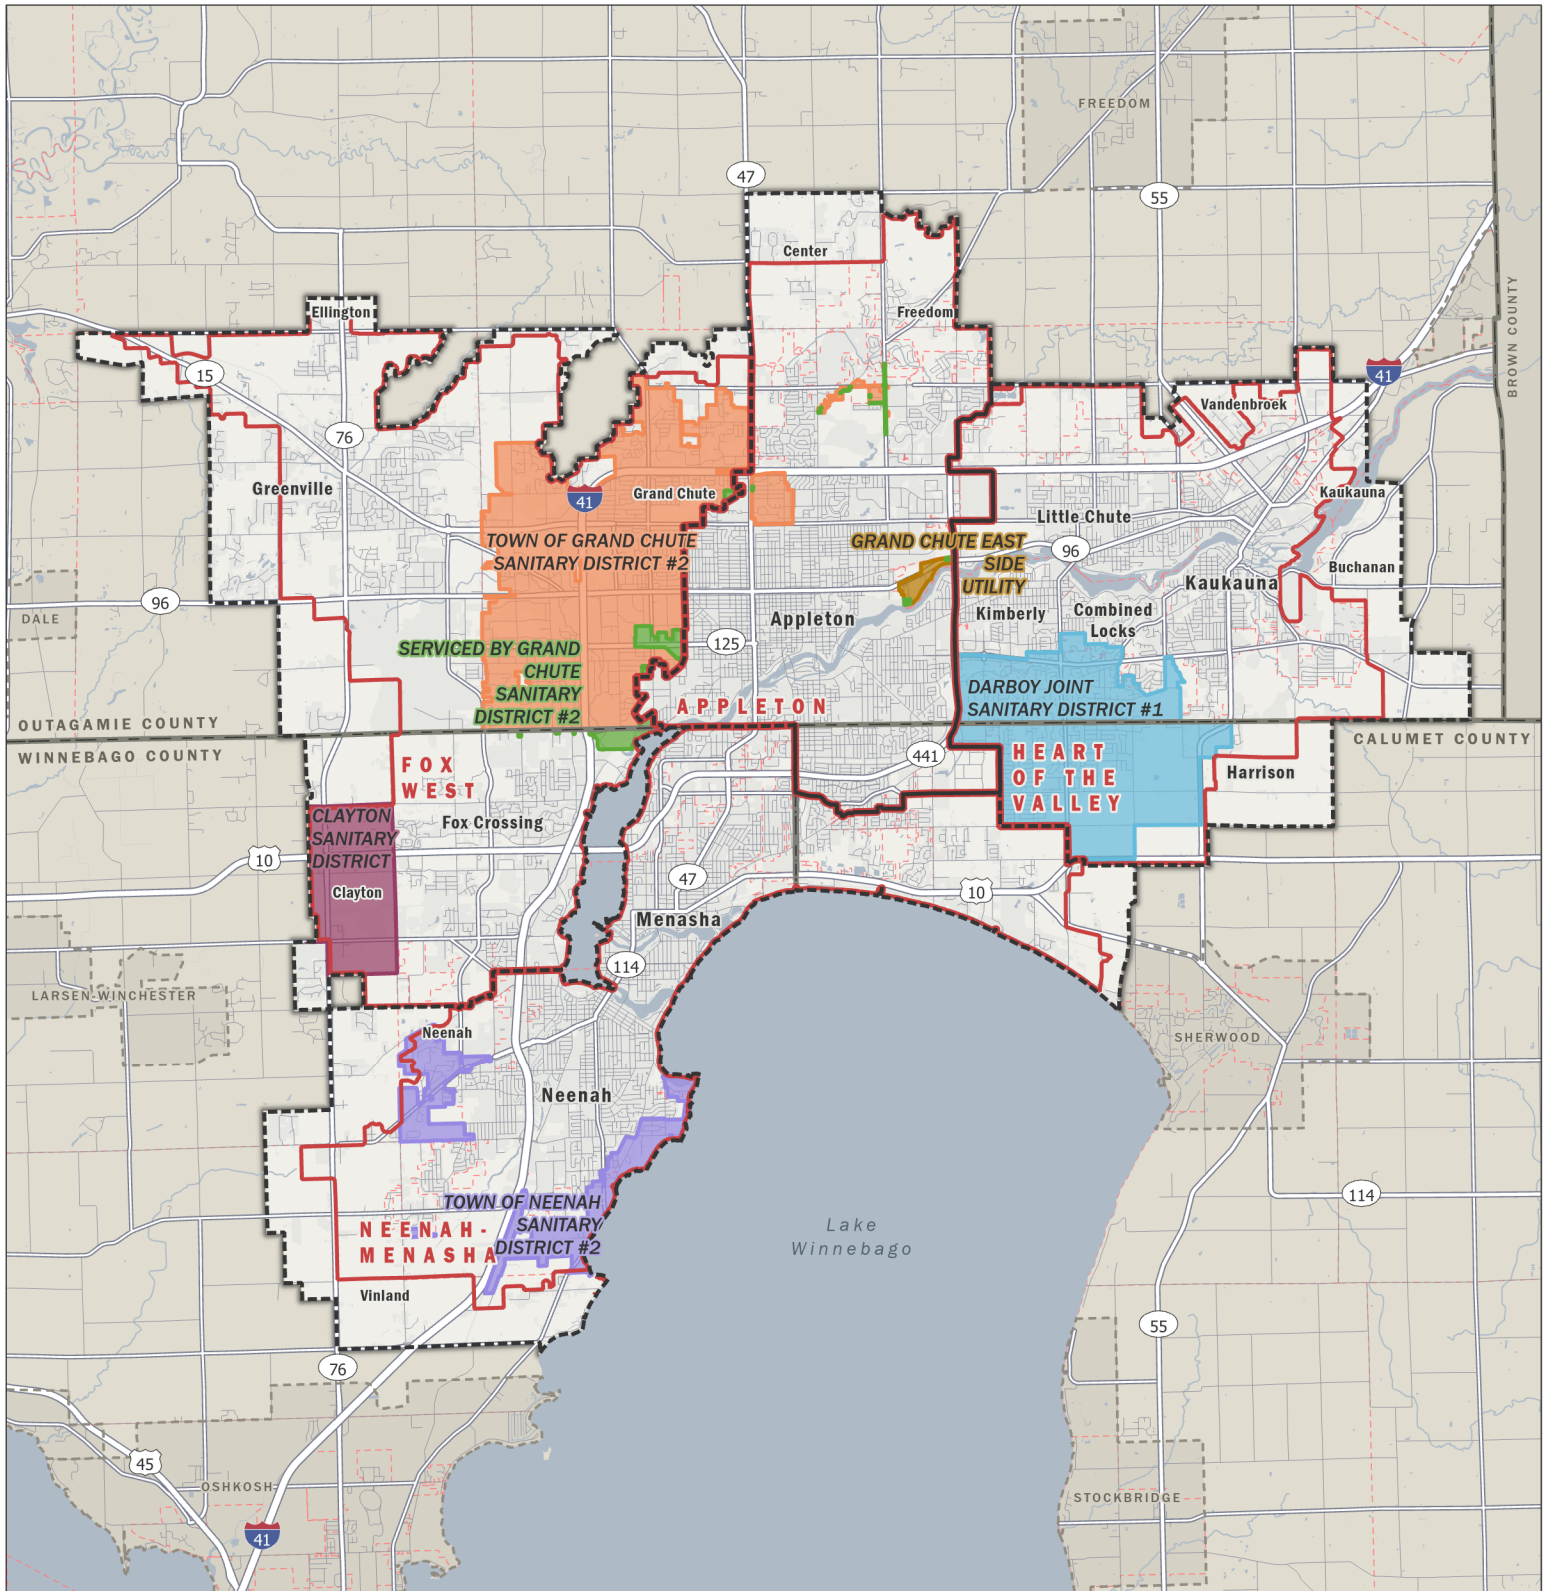 FREEDOM
47
55
Center
BROWN COUNTY
Ellington
Freedom
15
41
Vandenbroek
76
Greenville
41
Grand Chute
Kaukauna
Little Chute
TOWN OF GRAND CHUTE
SANITARY DISTRICT #2
GRAND CHUTE EAST
SIDE
UTILITY
96
Buchanan
Kaukauna
96
DALE
Kimberly
Combined
Locks
Appleton
125
SERVICED BY GRAND
CHUTE
SANITARY
DISTRICT #2
DARBOY JOINT
SANITARY DISTRICT #1
APPLETON
OUTAGAMIE COUNTY
WINNEBAGO COUNTY
CALUMET COUNTY
441
HEART
OF THE
VALLEY
FOX
WEST
Harrison
CLAYTON
SANITARY
DISTRICT
Fox Crossing
10
Clayton
47
10
Menasha
114
LARSEN-WINCHESTER
Neenah
SHERWOOD
Neenah
114
TOWN OF NEENAH
SANITARY
DISTRICT #2
NEENAH-
MENASHA
Lake
Winnebago
Vinland
55
76
45
OSHKOSH
STOCKBRIDGE
41